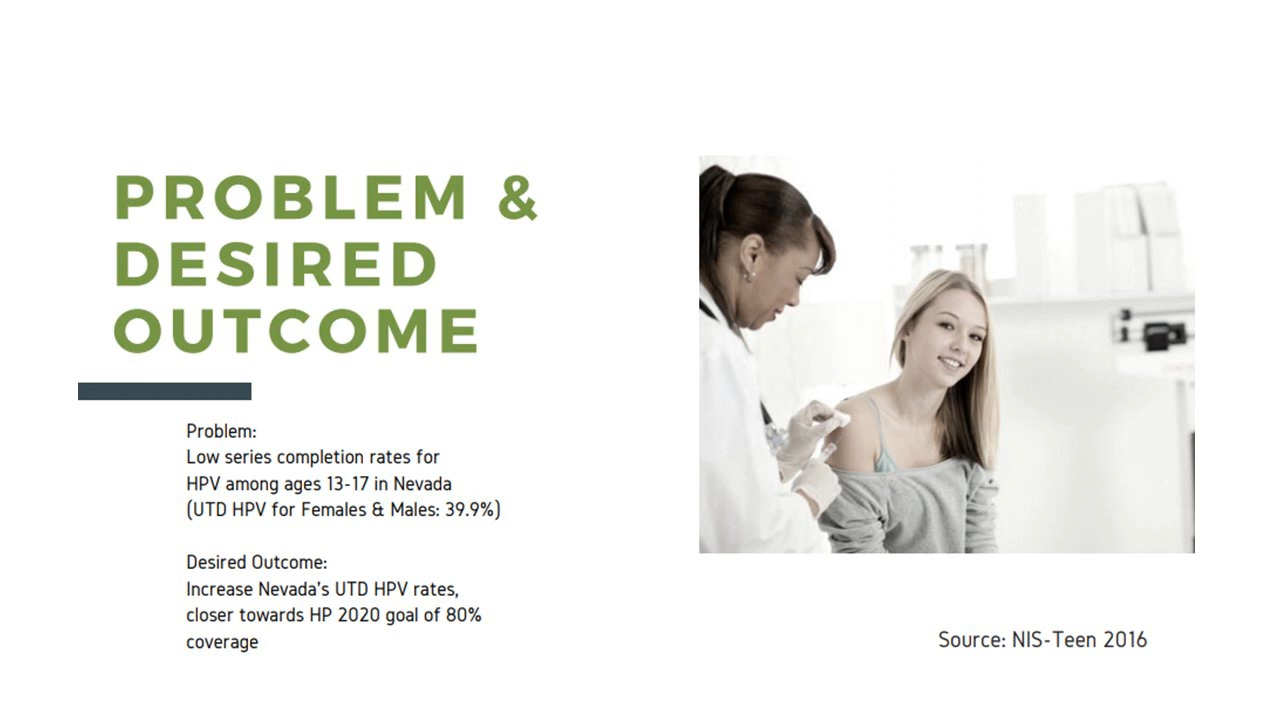 PROBLEM &
DESIRED
OUTCOME
Problem:
Low series completion rates for
HPV among ages 13-17 in Nevada
(UTD HPV for Females & Males: 39.9%)
Desired Outcome:
Increase Nevada's UTD HPV rates,
closer towards HP 2020 goal of 80%
coverage
Source: NIS-Teen 2016